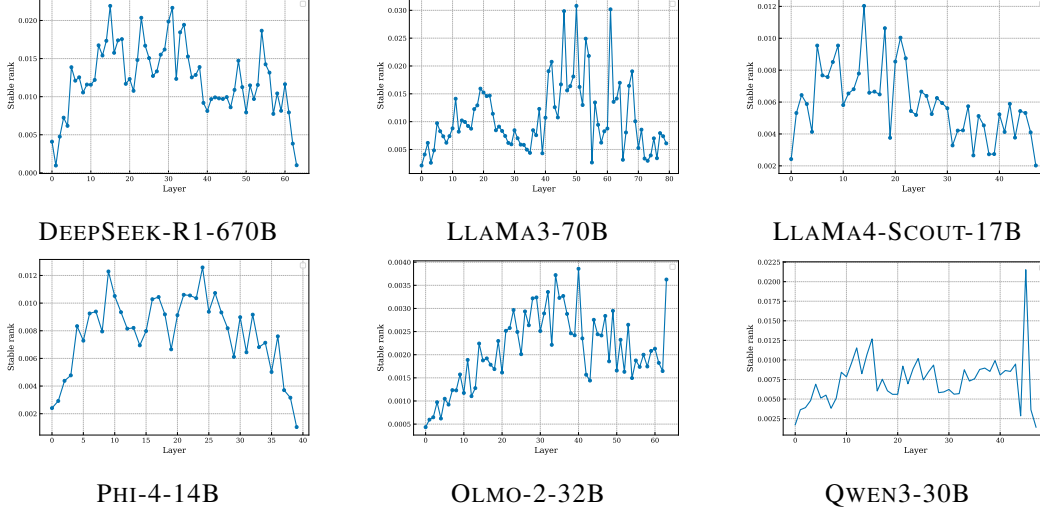 0.020
0.015
0.010
0.005
0.000
Stable rank
0 10 20 30 40 50 60
Layer
DEEPSEEK-R1-670B
0.030
0.025
0.020
0.015
0.010
0.005
Stable rank
0 10 20 30 40 50 60 70 80
Layer
LLAMA3-70B
0.012
0.010
0.008
0.006
0.004
0.002
Stable rank
0 10 20 30 40
Layer
LLAMA4-SCOUT-17B
0.012
0.010
0.008
0.006
0.004
0.002
Stable rank
0 5 10 15 20 25 30 35 40
Layer
PHI-4-14B
0.0040
0.0035
0.0030
0.0025
0.0020
0.0015
0.0010
0.0005
Stable rank
0 10 20 30 40 50 60
Layer
OLMO-2-32B
0.0225
0.0200
0.0175
0.0150
0.0125
0.0100
0.0075
0.0050
0.0025
Stable rank
0 10 20 30 40
Layer
QWEN3-30B